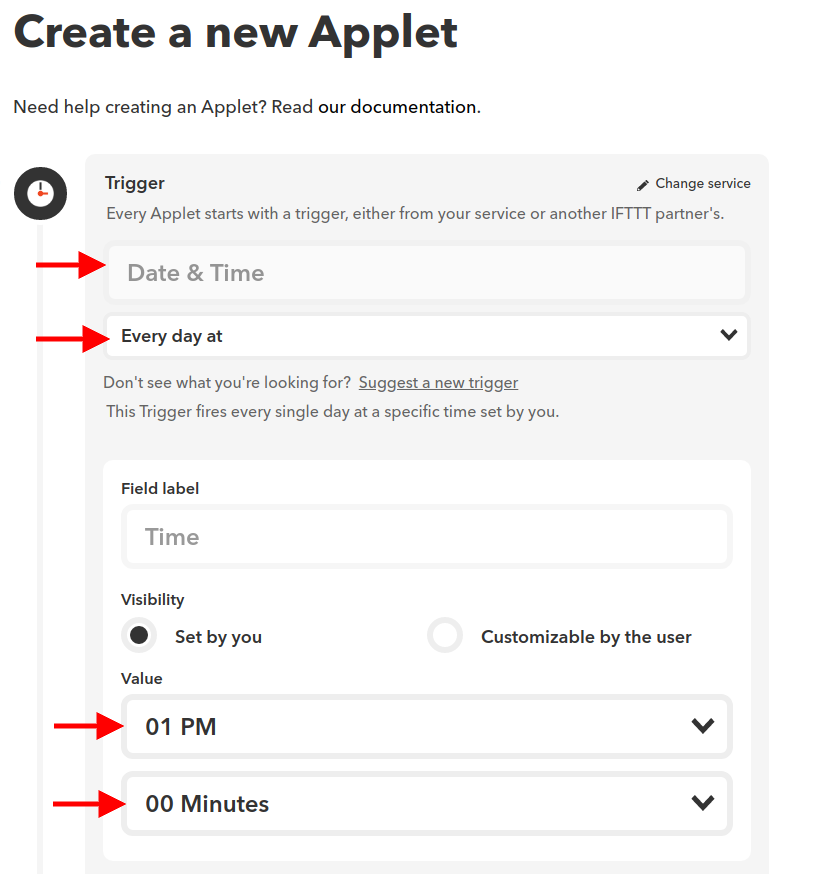 Create a new Applet
Need help creating an Applet? Read our documentation.
Trigger
Change service
Every Applet starts with a trigger, either from your service or another IFTTT partner's.
Date & Time
Every day at
Don't see what you're looking for? Suggest a new trigger
This Trigger fires every single day at a specific time set by you.
Field label
Time
Visibility
Set by you
Customizable by the user
Value
01 PM
00 Minutes